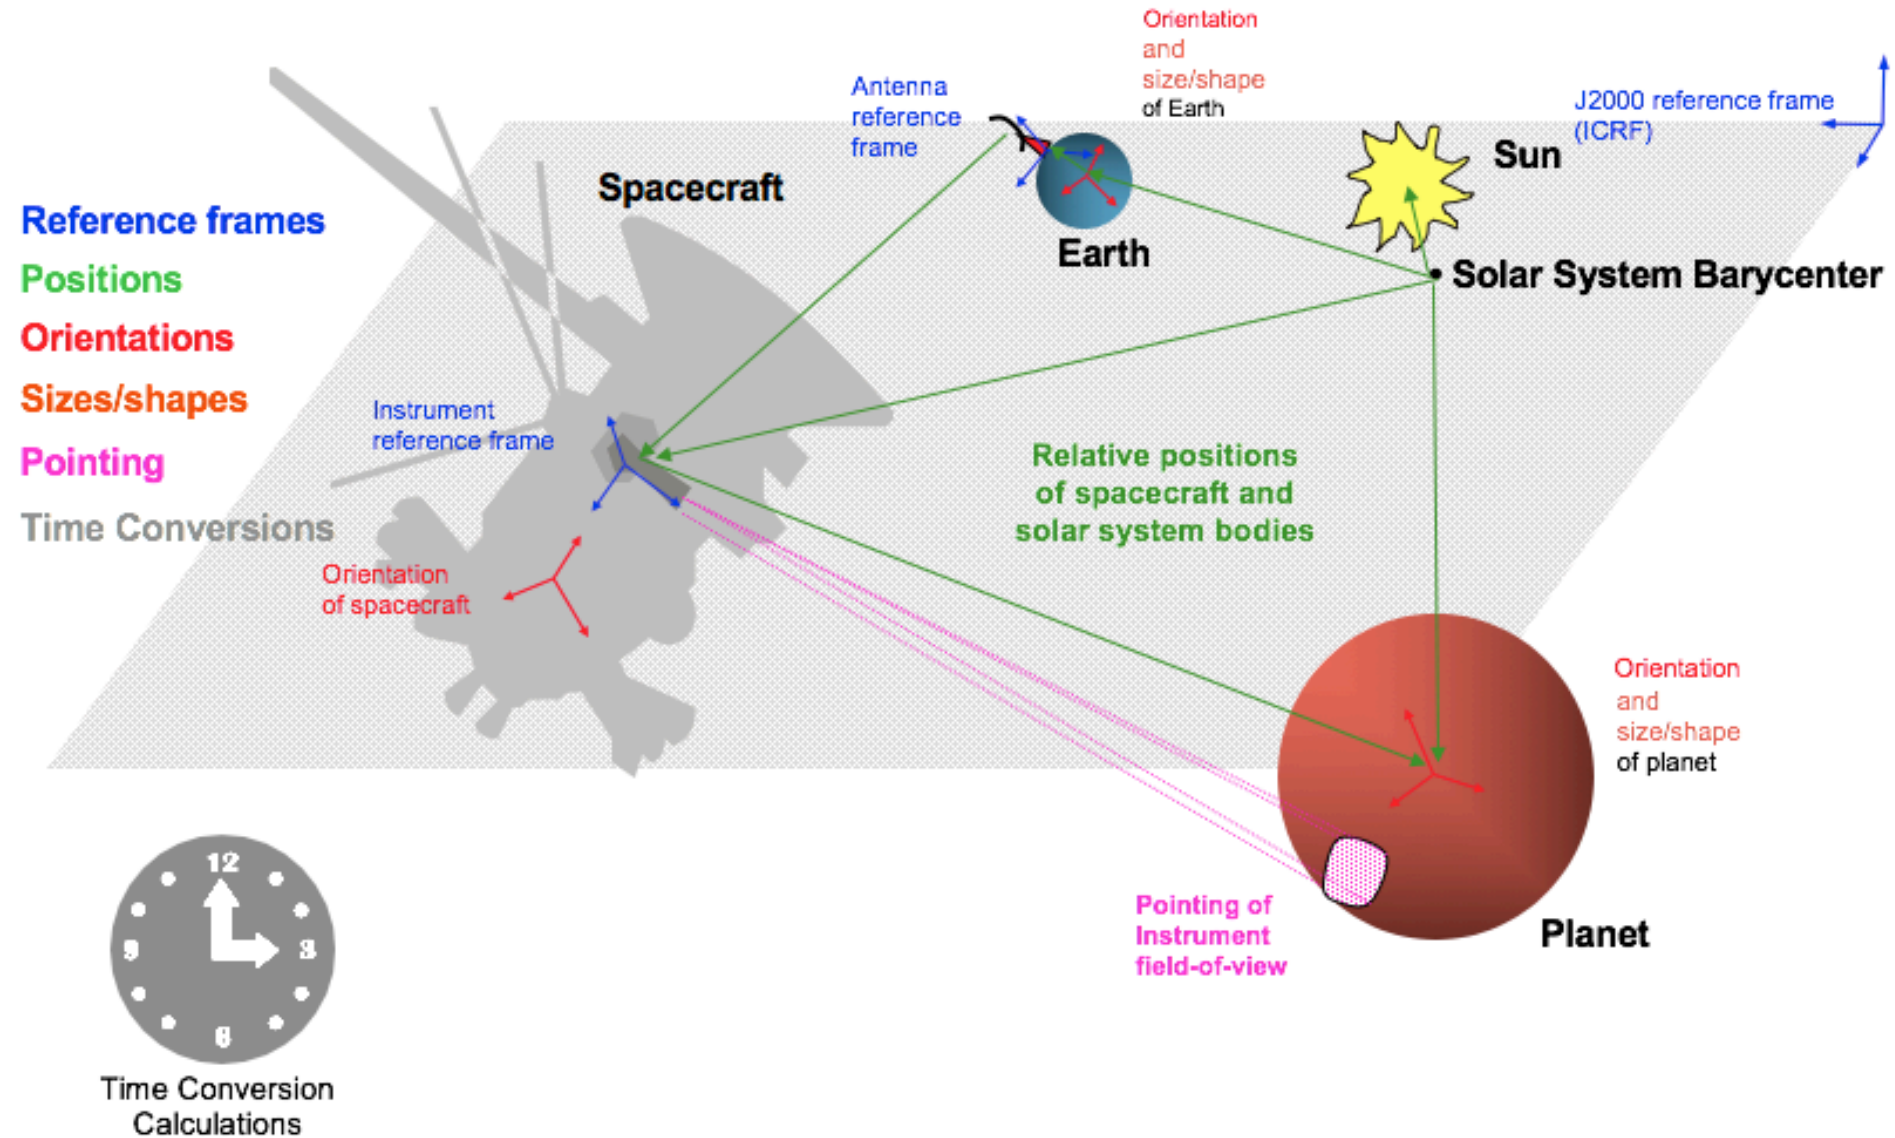 Orientation
and
size/shape
of Earth
Antenna
reference
frame
J2000 reference frame
(ICRF)
Sun
Spacecraft
Earth
Solar System Barycenter
Reference frames
Positions
Orientations
Sizes/shapes
Pointing
Time Conversions
Instrument
reference frame
Relative positions
of spacecraft and
solar system bodies
Orientation
of spacecraft
Orientation
and
size/shape
of planet
Pointing of
Instrument
field-of-view
Planet
12
9
3
6
Time Conversion
Calculations